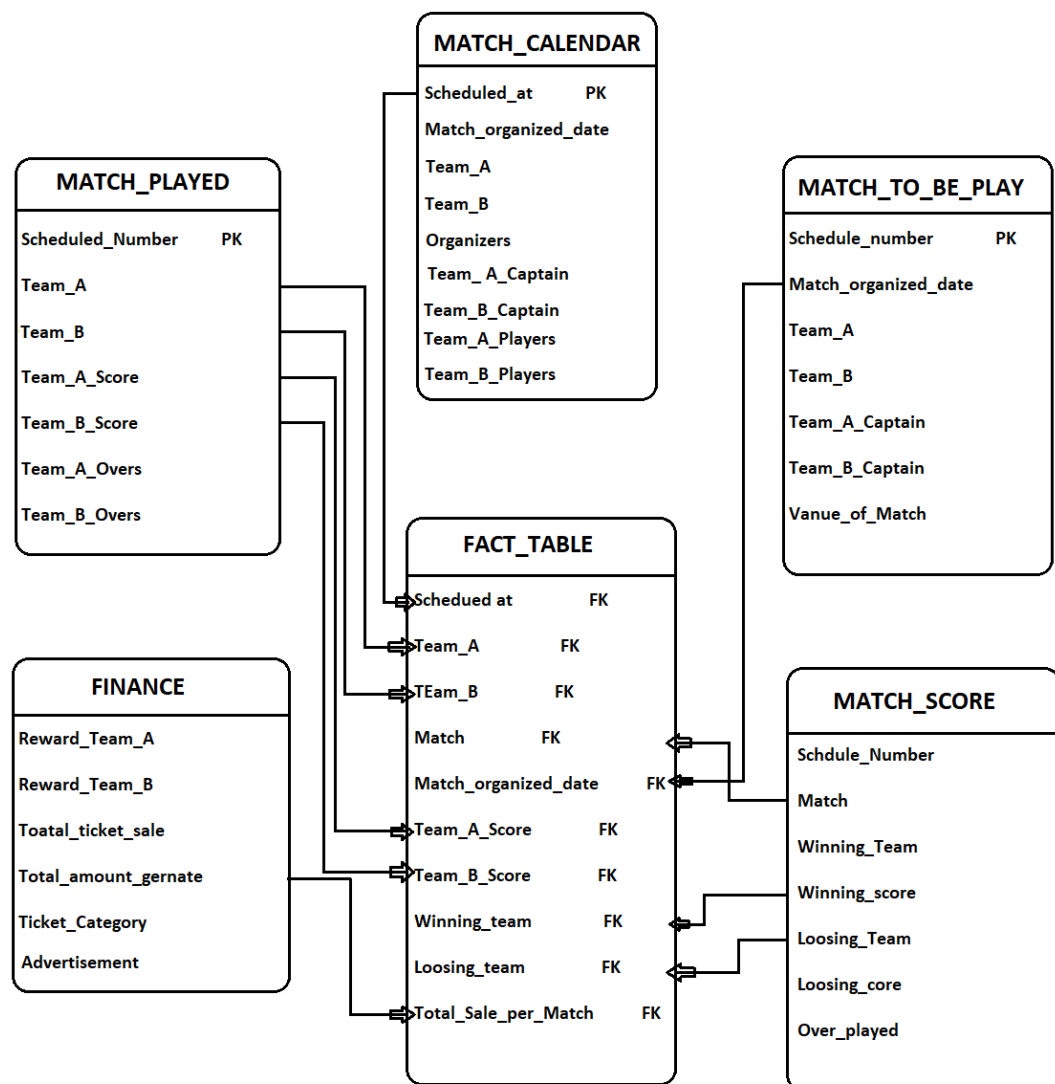 MATCH_CALENDAR
Scheduled_at PK
Match_organized_date
Team_A
Team_B
Organizers
Team_ A_Captain
Team_B_Captain
Team_A_Players
Team_B_Players
MATCH_PLAYED
Scheduled_Number PK
Team_A
Team_B
Team_A_Score
Team_B_Score
Team_A_Overs
Team_B_Overs
MATCH_TO_BE_PLAY
Schedule_number PK
Match_organized_date
Team_A
Team_B
Team_A_Captain
Team_B_Captain
Vanue_of_Match
FACT_TABLE
Schedued at FK
Team_A FK
TEam_B FK
Match FK
Match_organized_date FK
Team_A_Score FK
Team_B_Score FK
Winning_team FK
Loosing_team FK
Total_Sale_per_Match FK
FINANCE
Reward_Team_A
Reward_Team_B
Toatal_ticket_sale
Total_amount_gernate
Ticket_Category
Advertisement
MATCH_SCORE
Schdule_Number
Match
Winning_Team
Winning_score
Loosing_Team
Loosing_core
Over_played